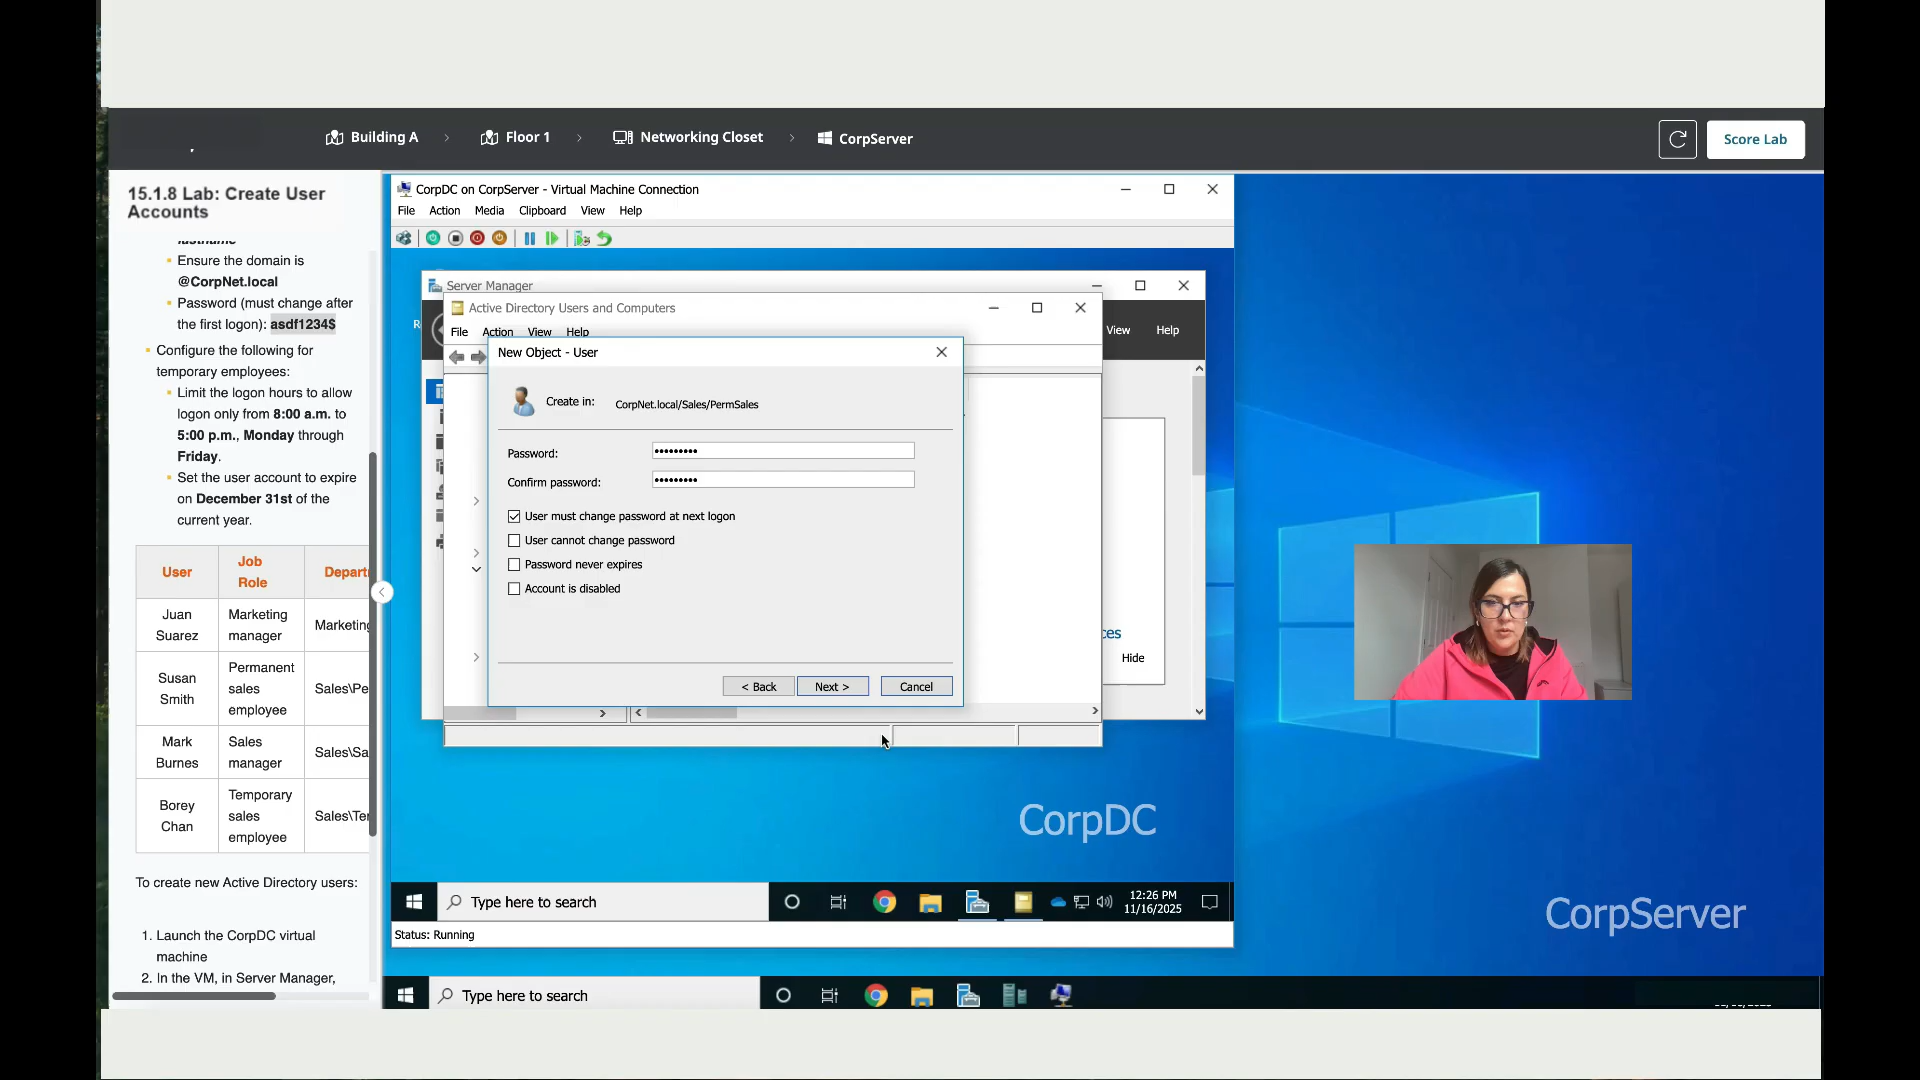 Building A
Floor 1
Networking Closet
CorpServer
Score Lab
15.1.8 Lab: Create User
Accounts
lastname
Ensure the domain is
@CorpNet.local
Password (must change after
the first logon): asdf1234$
Configure the following for
temporary employees:
Limit the logon hours to allow
logon only from 8:00 a.m. to
5:00 p.m., Monday through
Friday.
Set the user account to expire
on December 31st of the
current year.
User
Job
Role
Depart
Juan
Suarez
Marketing
manager
Marketing
Susan
Smith
Permanent
sales
employee
Sales\Pe
Mark
Burnes
Sales
manager
Sales\Sa
Borey
Chan
Temporary
sales
employee
Sales\Te
To create new Active Directory users:
1. Launch the CorpDC virtual
machine
2. In the VM, in Server Manager,
CorpDC on CorpServer - Virtual Machine Connection
File Action Media Clipboard View Help
Server Manager
View Help
Active Directory Users and Computers
File Action View Help
New Object - User
Create in: CorpNet.local/Sales/PermSales
Password:
Confirm password:
User must change password at next logon
User cannot change password
Password never expires
Account is disabled
< Back
Next >
Cancel
ces
Hide
CorpDC
Type here to search
12:26 PM
11/16/2025
Status: Running
CorpServer
Type here to search